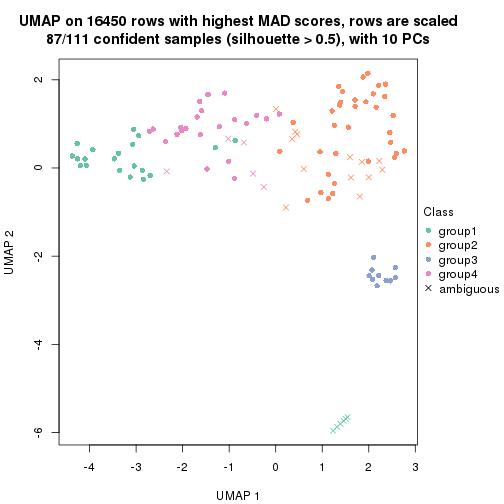 UMAP on 16450 rows with highest MAD scores, rows are scaled
87/111 confident samples (silhouette > 0.5), with 10 PCs
2
0
-2
-4
-6
UMAP 2
-4 -3 -2 -1 0 1 2 3
UMAP 1
Class
group1
group2
group3
group4
ambiguous